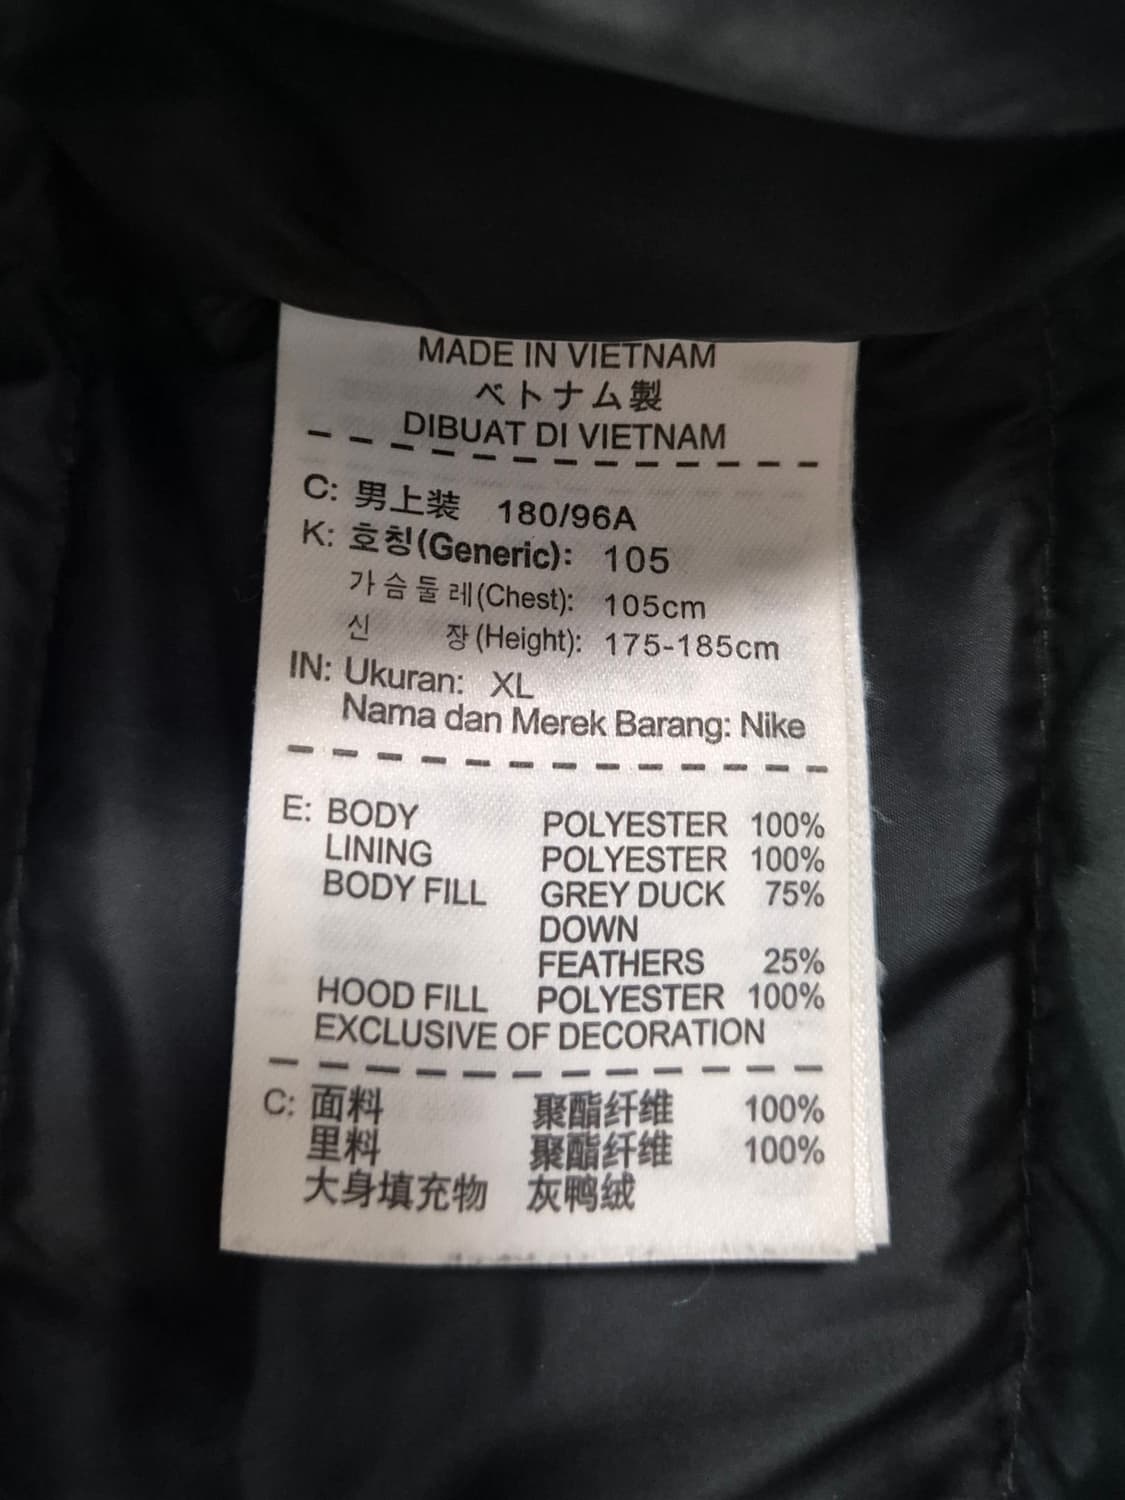 MADE IN VIETNAM
ベトナム製
DIBUAT DI VIETNAM
C: 男上装 180/96A
K: 호칭(Generic): 105
가슴둘레(Chest): 105cm
신 장(Height): 175-185cm
IN: Ukuran: XL
Nama dan Merek Barang: Nike
E: BODY POLYESTER 100%
LINING POLYESTER 100%
BODY FILL GREY DUCK 75%
DOWN
FEATHERS 25%
HOOD FILL POLYESTER 100%
EXCLUSIVE OF DECORATION
C: 面料 聚酯纤维 100%
里料 聚酯纤维 100%
大身填充物 灰鸭绒